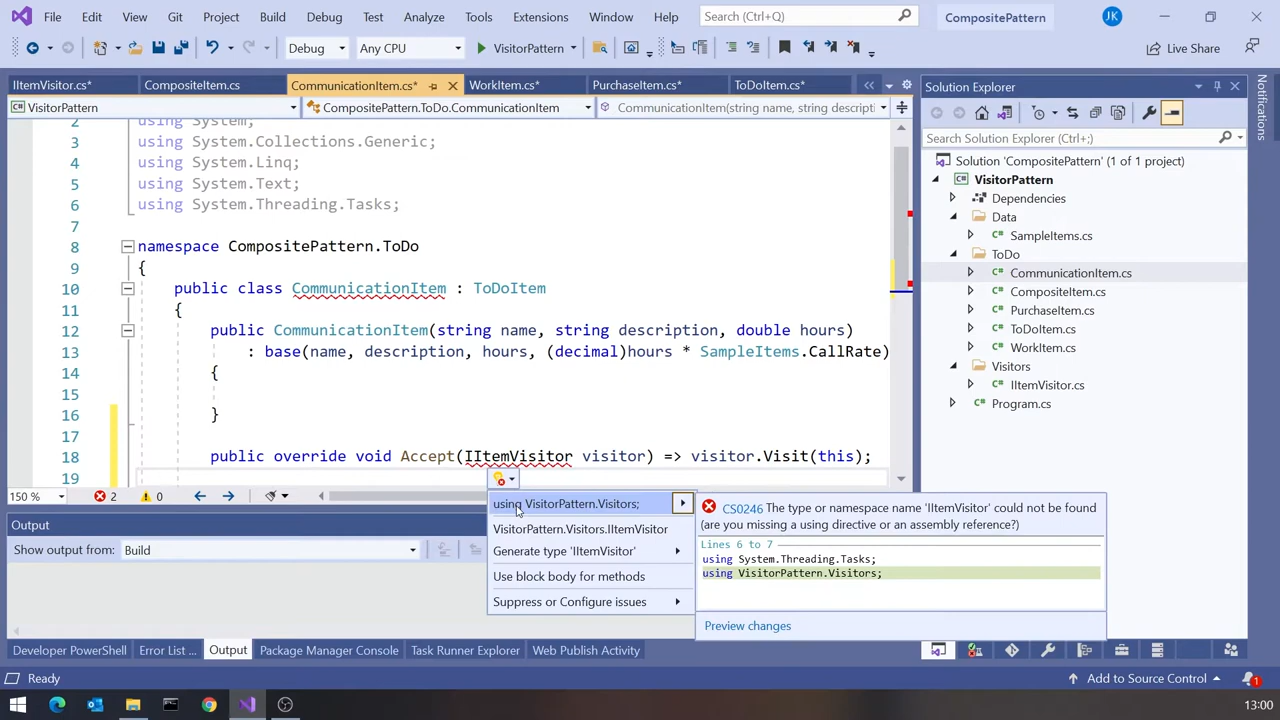 File Edit View Git Project Build Debug Test Analyze Tools Extensions Window Help Search (Ctrl+Q) CompositePattern JK
Debug Any CPU VisitorPattern Live Share
IItemVisitor.cs* CompositeItem.cs CommunicationItem.cs* WorkItem.cs* PurchaseItem.cs* ToDoItem.cs*
VisitorPattern CompositePattern.ToDo.CommunicationItem CommunicationItem(string name, string descripti
2 using System;
3 using System.Collections.Generic;
4 using System.Linq;
5 using System.Text;
6 using System.Threading.Tasks;
7
8 namespace CompositePattern.ToDo
9 {
10 public class CommunicationItem : ToDoItem
11 {
12 public CommunicationItem(string name, string description, double hours)
13 : base(name, description, hours, (decimal)hours * SampleItems.CallRate)
14 {
15
16 }
17
18 public override void Accept(IItemVisitor visitor) => visitor.Visit(this);
19
150 % 2 0
using VisitorPattern.Visitors;
VisitorPattern.Visitors.IItemVisitor
Generate type 'IItemVisitor'
Use block body for methods
Suppress or Configure issues
CS0246 The type or namespace name 'IItemVisitor' could not be found
(are you missing a using directive or an assembly reference?)
Lines 6 to 7
using System.Threading.Tasks;
using VisitorPattern.Visitors;
Preview changes
Output
Show output from: Build
Developer PowerShell Error List ... Output Package Manager Console Task Runner Explorer Web Publish Activity
Solution Explorer
Search Solution Explorer (Ctrl+;)
Solution 'CompositePattern' (1 of 1 project)
VisitorPattern
Dependencies
Data
SampleItems.cs
ToDo
CommunicationItem.cs
CompositeItem.cs
PurchaseItem.cs
ToDoItem.cs
WorkItem.cs
Visitors
IItemVisitor.cs
Program.cs
Notifications
Ready Add to Source Control 1
13:00